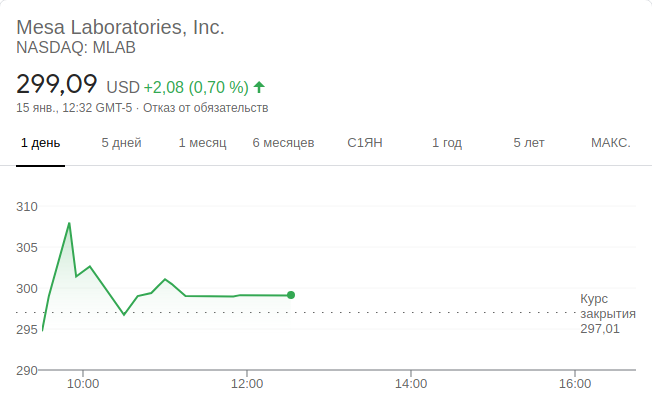 Mesa Laboratories, Inc.
NASDAQ: MLAB
299,09 USD +2,08 (0,70 %)
15 янв., 12:32 GMT-5 · Отказ от обязательств
1 день 5 дней 1 месяц 6 месяцев С1ЯН 1 год 5 лет МАКС.
310
305
300
295
290
Курс
закрытия
297,01
10:00 12:00 14:00 16:00